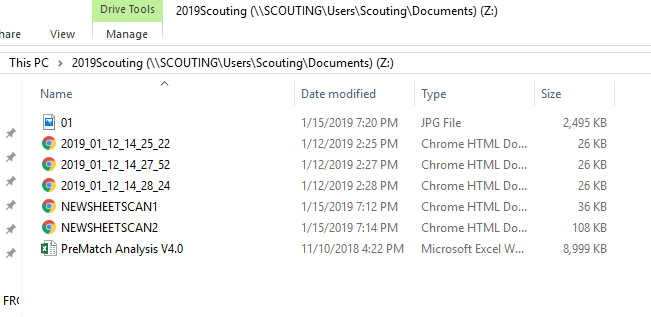 Drive Tools
2019Scouting (\\SCOUTING\Users\Scouting\Documents) (Z:)
hare View Manage
This PC > 2019Scouting (\\SCOUTING\Users\Scouting\Documents) (Z:)
Name Date modified Type Size
01 1/15/2019 7:20 PM JPG File 2,495 KB
2019_01_12_14_25_22 1/12/2019 2:25 PM Chrome HTML Do... 26 KB
2019_01_12_14_27_52 1/12/2019 2:27 PM Chrome HTML Do... 26 KB
2019_01_12_14_28_24 1/12/2019 2:28 PM Chrome HTML Do... 26 KB
NEWSHEETSCAN1 1/15/2019 7:12 PM Chrome HTML Do... 36 KB
NEWSHEETSCAN2 1/15/2019 7:14 PM Chrome HTML Do... 108 KB
PreMatch Analysis V4.0 11/10/2018 4:22 PM Microsoft Excel W... 8,999 KB